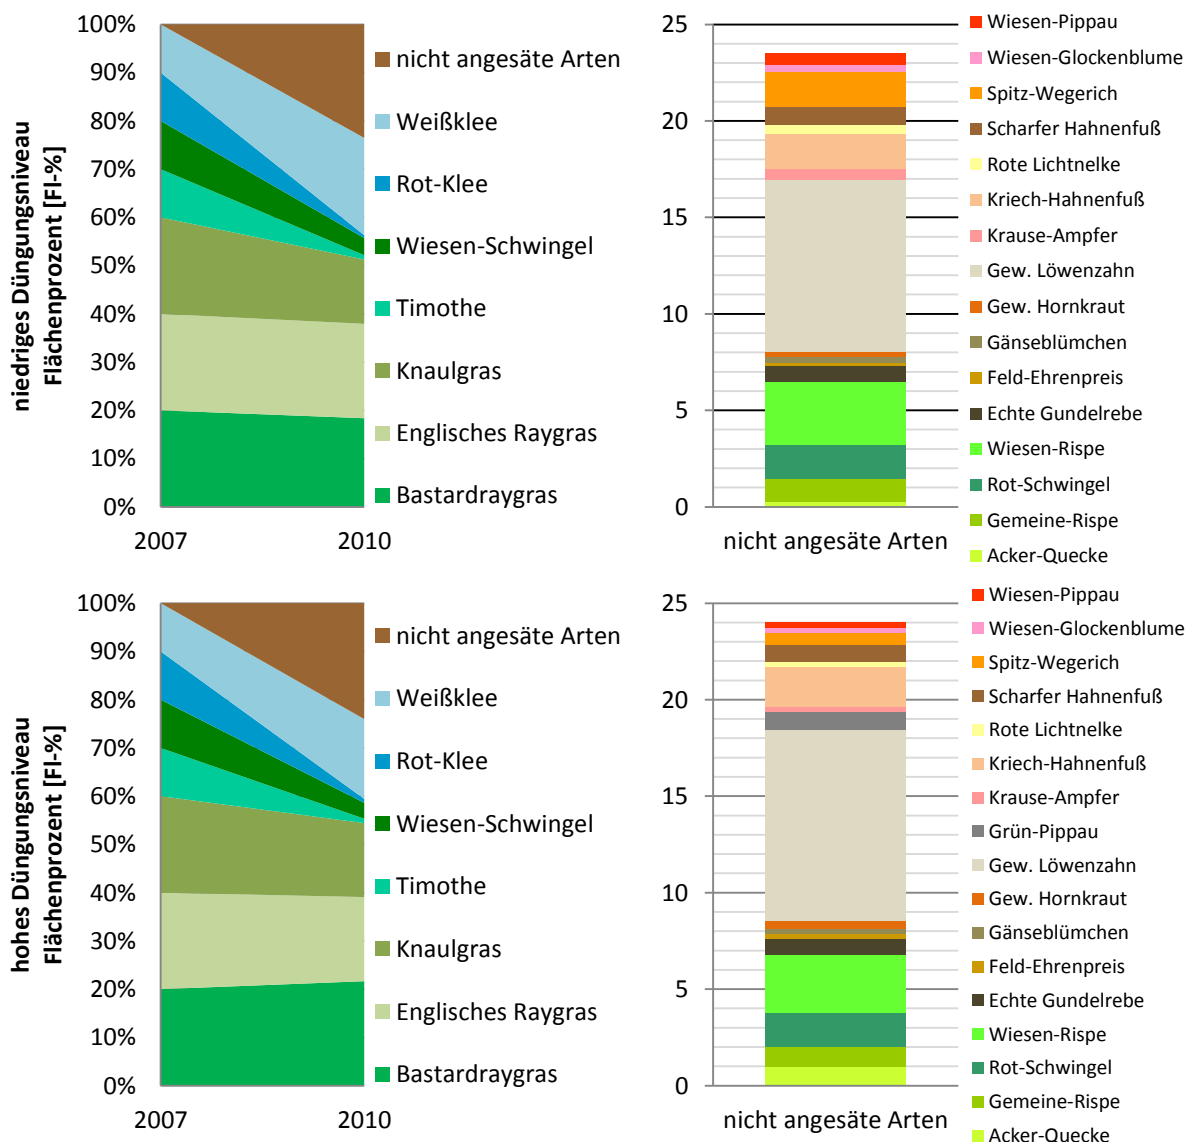 niedriges Düngungsniveau
Flächenprozent [Fl-%]
100%
90%
80%
70%
60%
50%
40%
30%
20%
10%
0%
2007
2010
nicht angesäte Arten
Weißklee
Rot-Klee
Wiesen-Schwingel
Timothe
Knaulgras
Englisches Raygras
Bastardraygras
25
20
15
10
5
0
nicht angesäte Arten
Wiesen-Pippau
Wiesen-Glockenblume
Spitz-Wegerich
Scharfer Hahnenfuß
Rote Lichtnelke
Kriech-Hahnenfuß
Krause-Ampfer
Gew. Löwenzahn
Gew. Hornkraut
Gänseblümchen
Feld-Ehrenpreis
Echte Gundelrebe
Wiesen-Rispe
Rot-Schwingel
Gemeine-Rispe
Acker-Quecke
hohes Düngungsniveau
Flächenprozent [Fl-%]
100%
90%
80%
70%
60%
50%
40%
30%
20%
10%
0%
2007
2010
nicht angesäte Arten
Weißklee
Rot-Klee
Wiesen-Schwingel
Timothe
Knaulgras
Englisches Raygras
Bastardraygras
25
20
15
10
5
0
nicht angesäte Arten
Wiesen-Pippau
Wiesen-Glockenblume
Spitz-Wegerich
Scharfer Hahnenfuß
Rote Lichtnelke
Kriech-Hahnenfuß
Krause-Ampfer
Grün-Pippau
Gew. Löwenzahn
Gew. Hornkraut
Gänseblümchen
Feld-Ehrenpreis
Echte Gundelrebe
Wiesen-Rispe
Rot-Schwingel
Gemeine-Rispe
Acker-Quecke